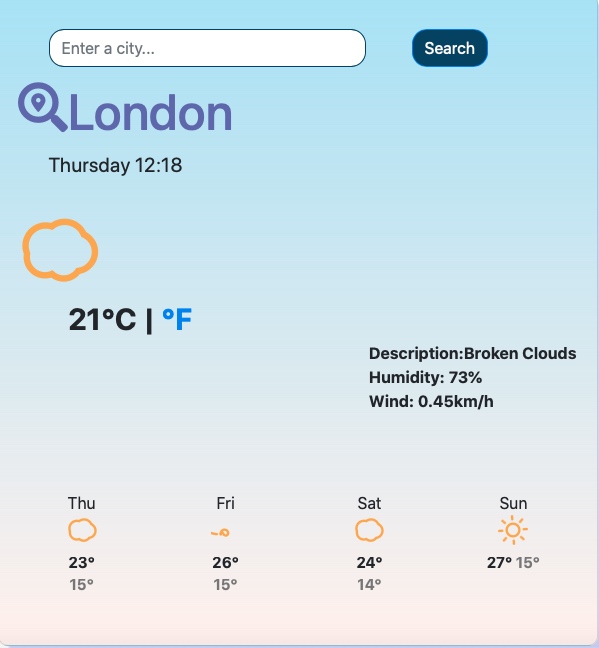 Enter a city...
Search
London
Thursday 12:18
21°C | °F
Description:Broken Clouds
Humidity: 73%
Wind: 0.45km/h
Thu Fri Sat Sun
23° 26° 24° 27° 15°
15° 15° 14°